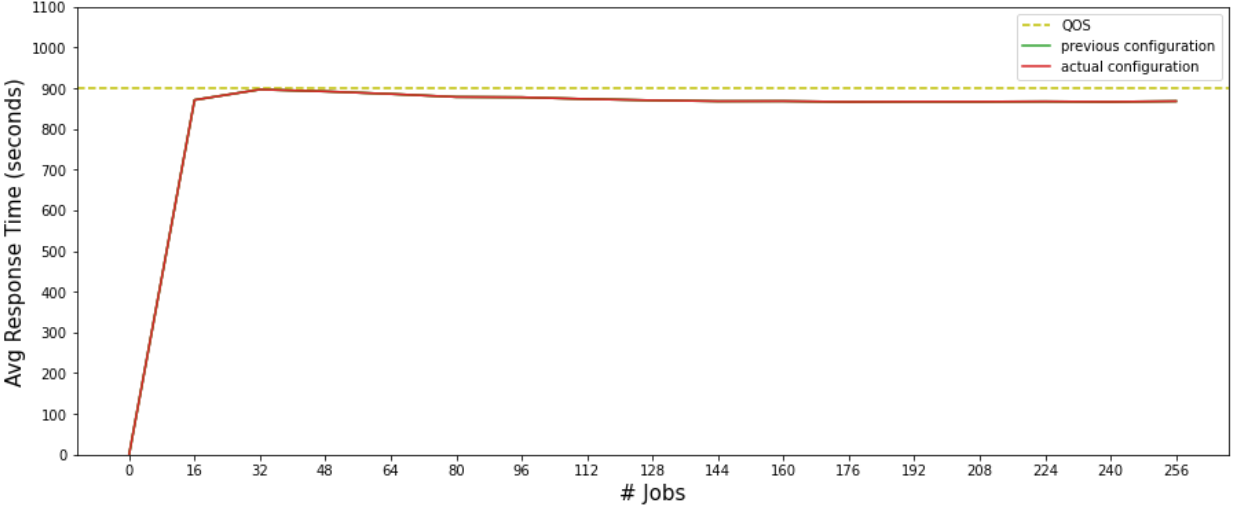 1100
1000
900
800
700
600
500
400
300
200
100
0
Avg Response Time (seconds)
QOS
previous configuration
actual configuration
0 16 32 48 64 80 96 112 128 144 160 176 192 208 224 240 256
# Jobs